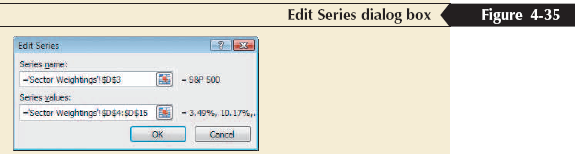 Edit Series dialog box Figure 4-35
Edit Series
Series name:
='Sector Weightings'!$D$3 = S&P 500
Series values:
='Sector Weightings'!$D$4:$D$15 = 3.49%, 10.17%,.
OK Cancel